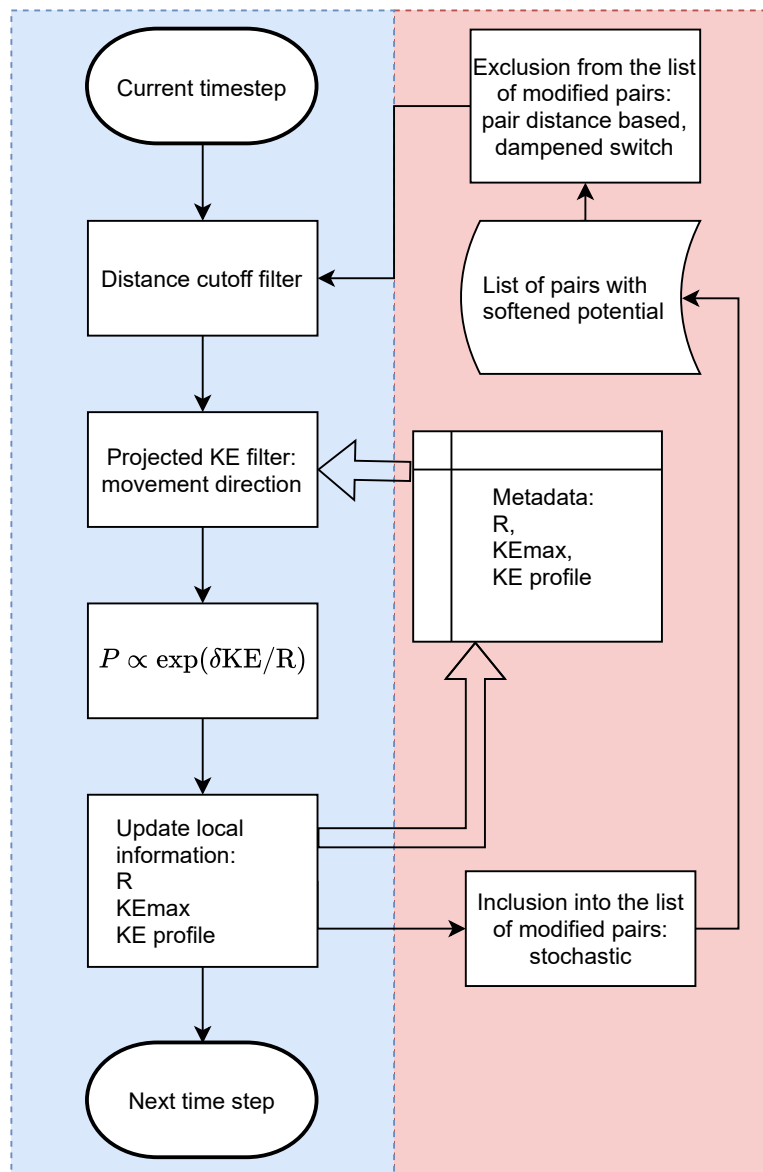 Current timestep
Distance cutoff filter
Projected KE filter:
movement direction
P ∝ exp(δKE/R)
Update local
information:
R
KEmax
KE profile
Next time step
Exclusion from the list
of modified pairs:
pair distance based,
dampened switch
List of pairs with
softened potential
Metadata:
R,
KEmax,
KE profile
Inclusion into the list
of modified pairs:
stochastic